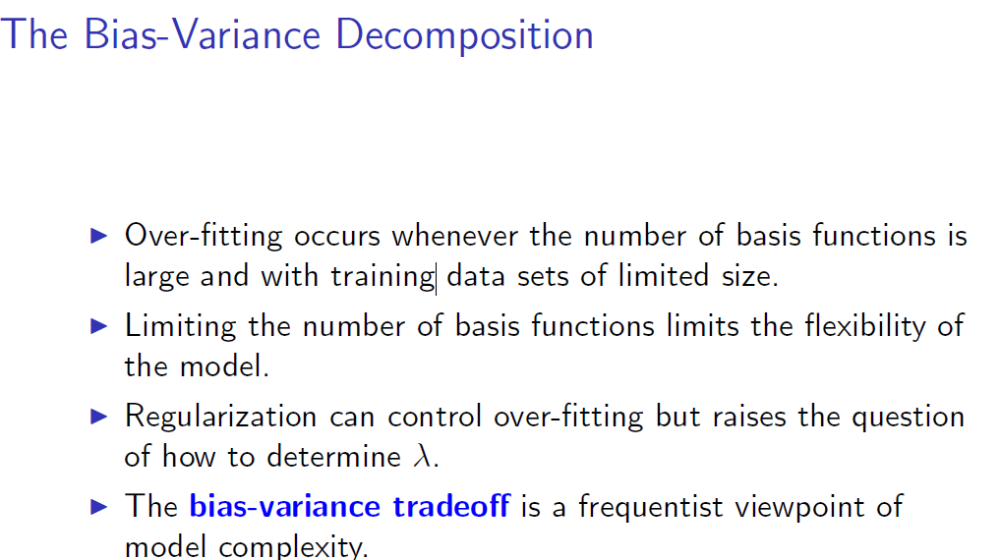 The Bias-Variance Decomposition
▶ Over-fitting occurs whenever the number of basis functions is
large and with training data sets of limited size.
▶ Limiting the number of basis functions limits the flexibility of
the model.
▶ Regularization can control over-fitting but raises the question
of how to determine λ.
▶ The bias-variance tradeoff is a frequentist viewpoint of
model complexity.